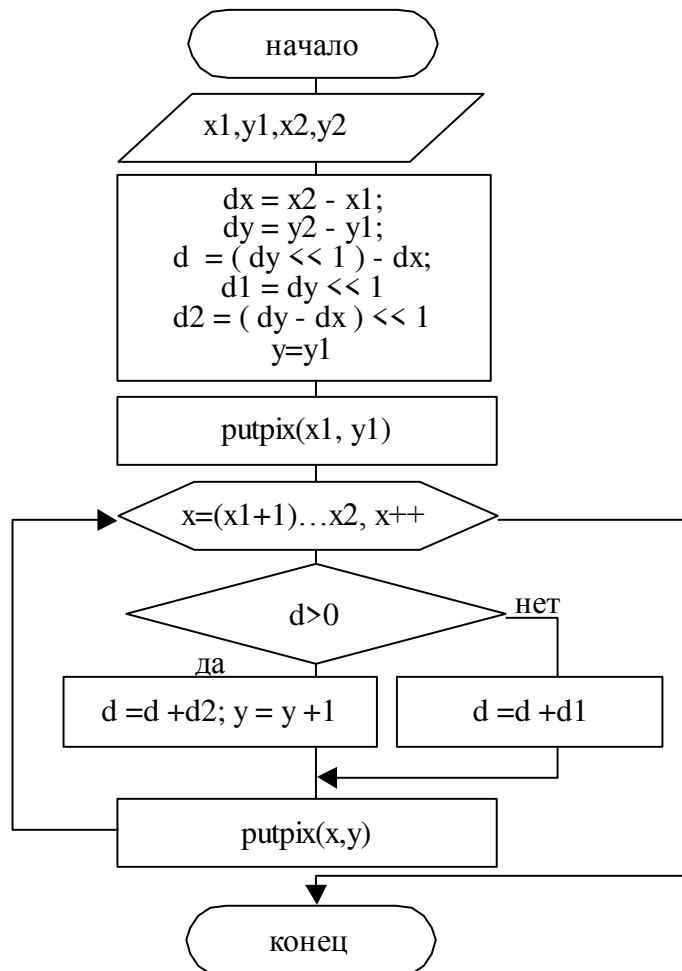 начало
x1,y1,x2,y2
dx = x2 - x1;
dy = y2 - y1;
d = ( dy << 1 ) - dx;
d1 = dy << 1
d2 = ( dy - dx ) << 1
y=y1
putpix(x1, y1)
x=(x1+1)…x2, x++
d>0
нет
да
d =d +d2; y = y +1
d =d +d1
putpix(x,y)
конец